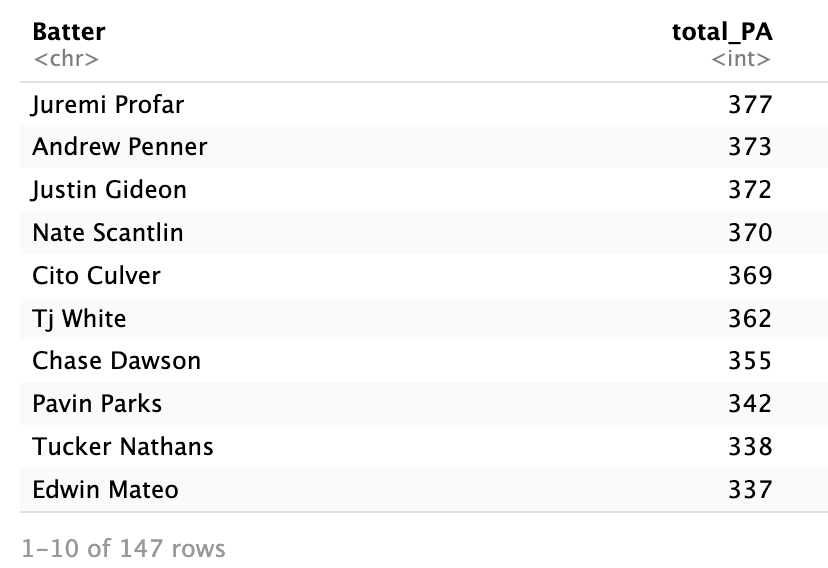 Batter total_PA
<chr> <int>
Juremi Profar 377
Andrew Penner 373
Justin Gideon 372
Nate Scantlin 370
Cito Culver 369
Tj White 362
Chase Dawson 355
Pavin Parks 342
Tucker Nathans 338
Edwin Mateo 337
1–10 of 147 rows